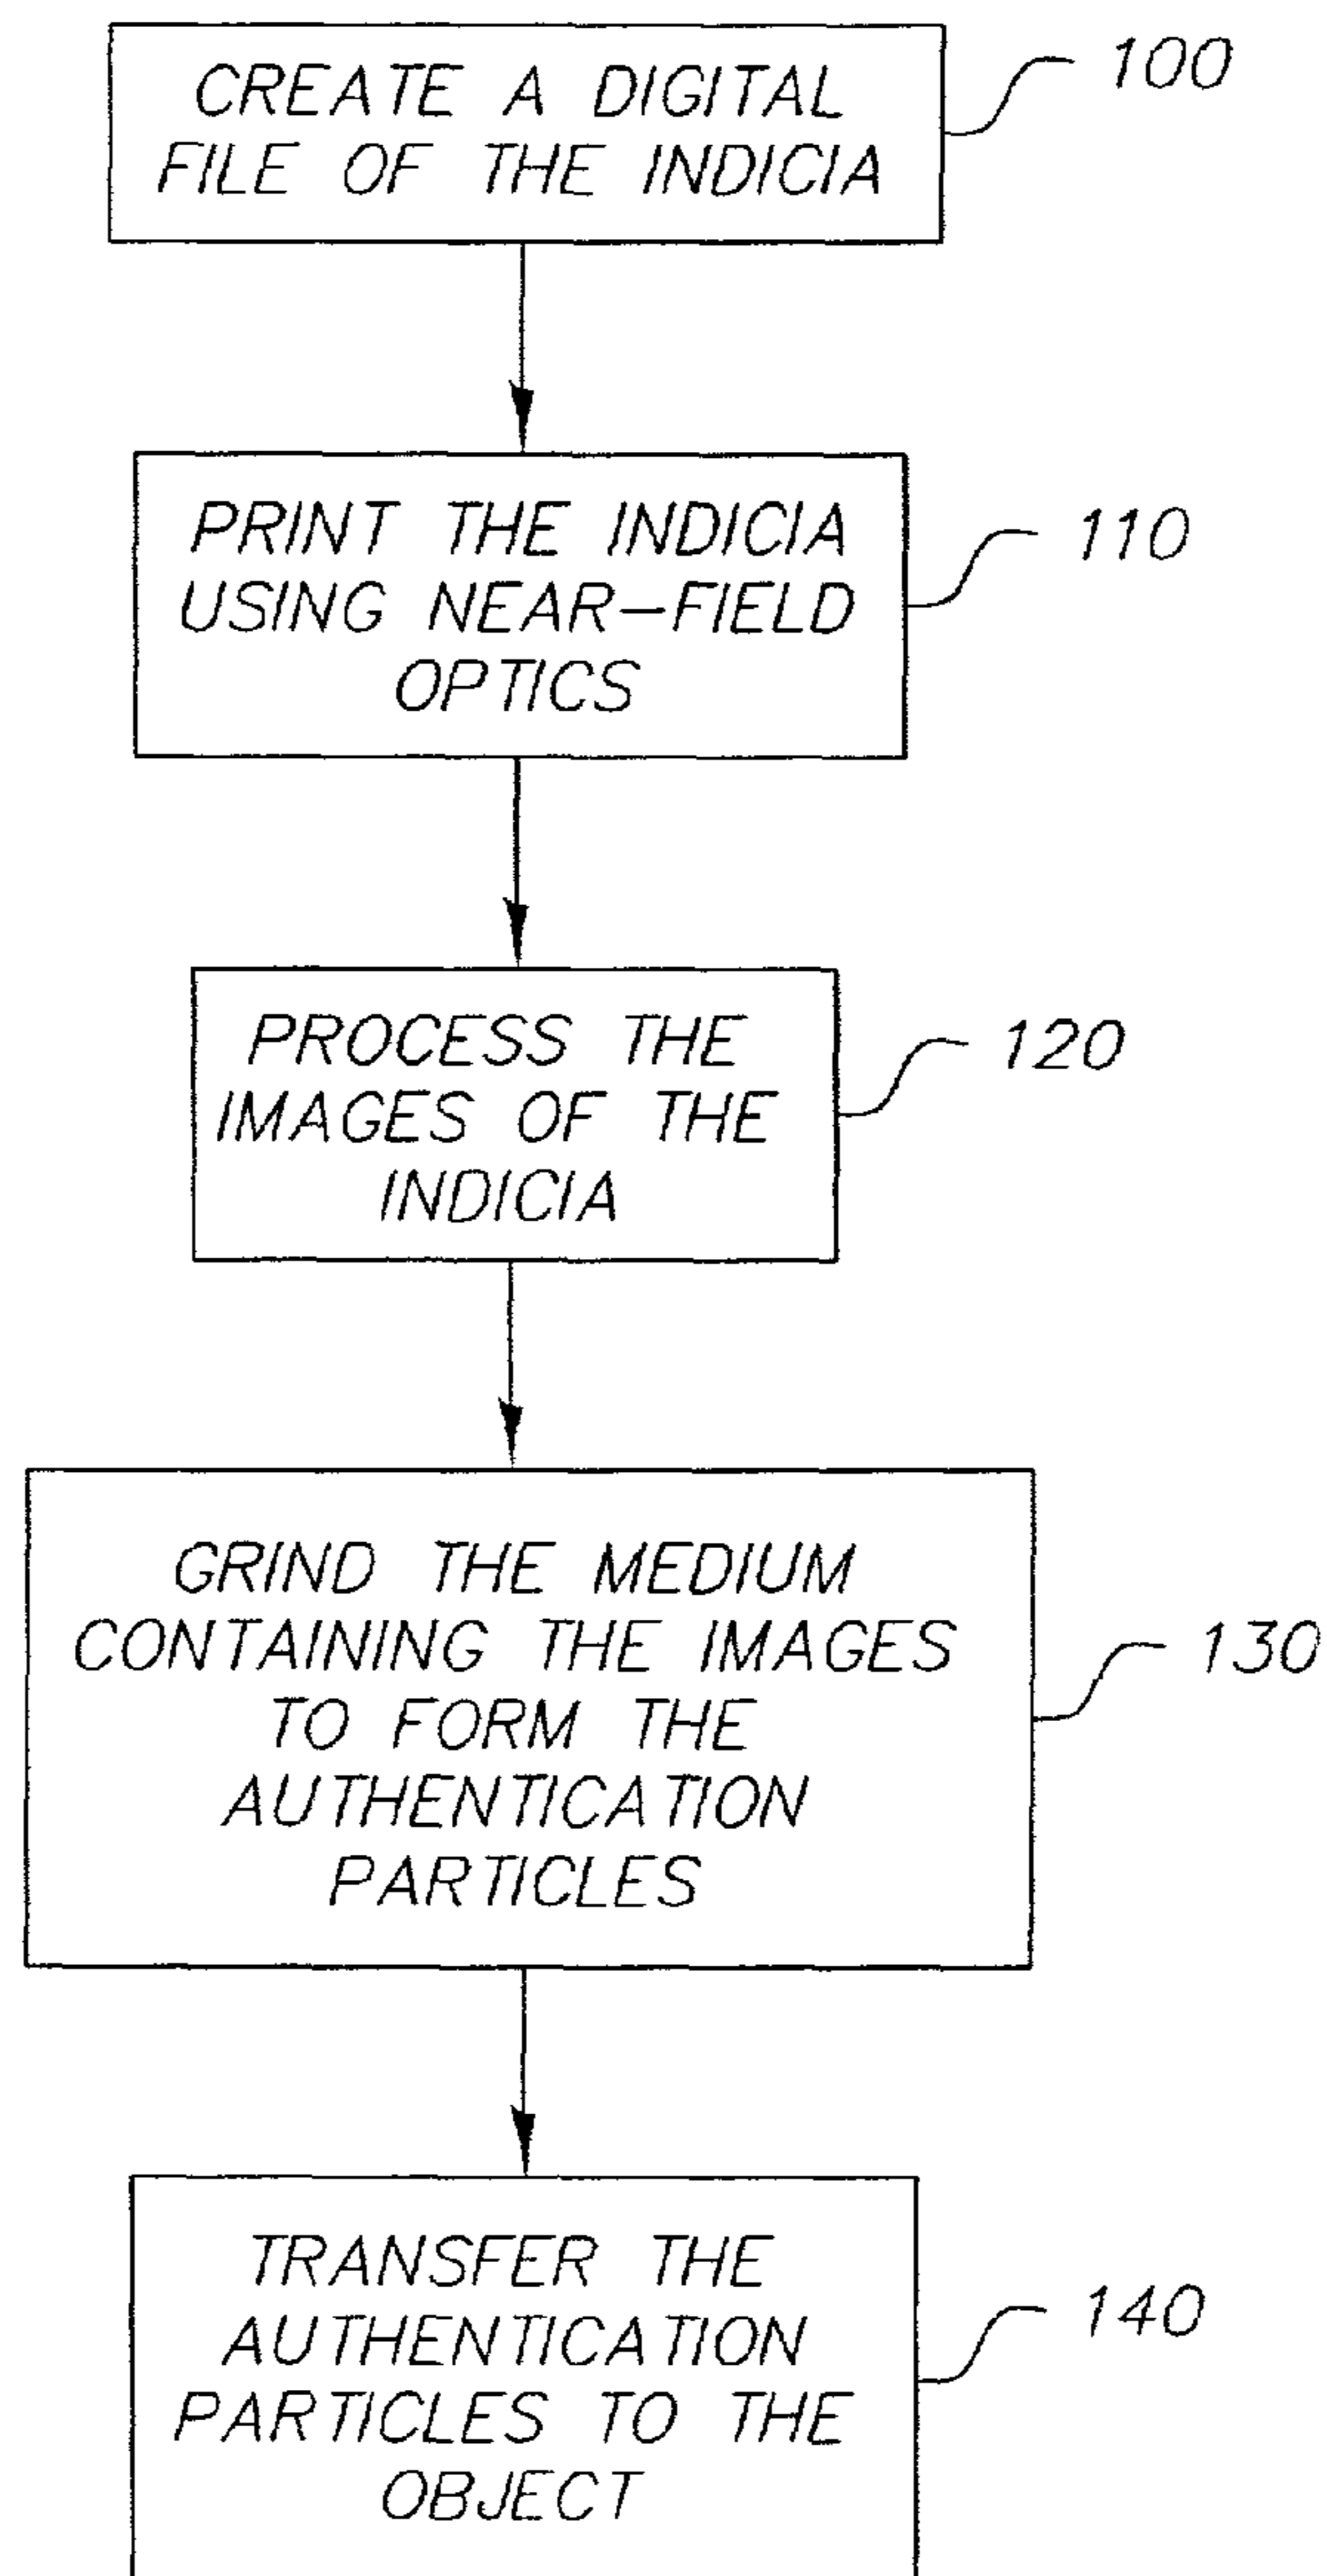 CREATE A DIGITAL
FILE OF THE INDICIA
100
PRINT THE INDICIA
USING NEAR-FIELD
OPTICS
110
PROCESS THE
IMAGES OF THE
INDICIA
120
GRIND THE MEDIUM
CONTAINING THE IMAGES
TO FORM THE
AUTHENTICATION
PARTICLES
130
TRANSFER THE
AUTHENTICATION
PARTICLES TO THE
OBJECT
140